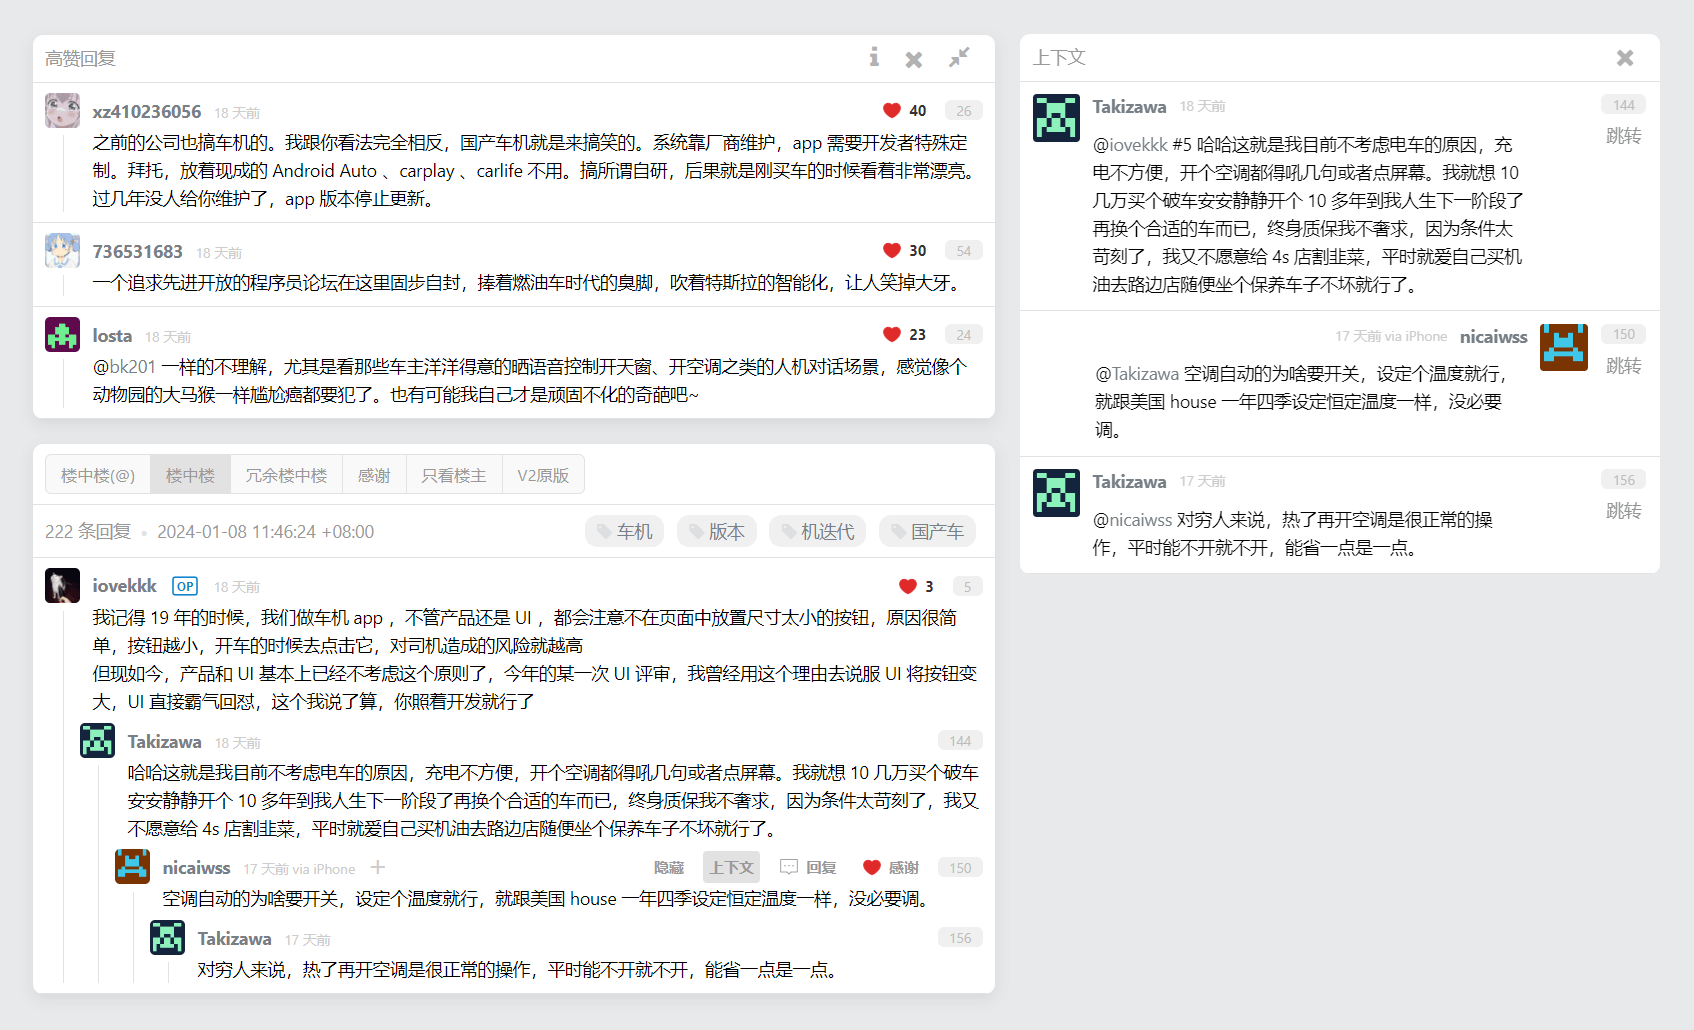 高赞回复
xz410236056 18 天前 40 26
之前的公司也搞车机的。我跟你看法完全相反，国产车机就是来搞笑的。系统靠厂商维护，app 需要开发者特殊定
制。拜托，放着现成的 Android Auto 、carplay 、carlife 不用。搞所谓自研，后果就是刚买车的时候看着非常漂亮。
过几年没人给你维护了，app 版本停止更新。
736531683 18 天前 30 54
一个追求先进开放的程序员论坛在这里固步自封，捧着燃油车时代的臭脚，吹着特斯拉的智能化，让人笑掉大牙。
losta 18 天前 23 24
@bk201 一样的不理解，尤其是看那些车主洋洋得意的晒语音控制开天窗、开空调之类的人机对话场景，感觉像个
动物园的大马猴一样尴尬癌都要犯了。也有可能我自己才是顽固不化的奇葩吧~
楼中楼(@) 楼中楼 冗余楼中楼 感谢 只看楼主 V2原版
222 条回复 2024-01-08 11:46:24 +08:00 车机 版本 机迭代 国产车
iovekkk OP 18 天前 3 5
我记得 19 年的时候，我们做车机 app ，不管产品还是 UI ，都会注意不在页面中放置尺寸太小的按钮，原因很简
单，按钮越小，开车的时候去点击它，对司机造成的风险就越高
但现如今，产品和 UI 基本上已经不考虑这个原则了，今年的某一次 UI 评审，我曾经用这个理由去说服 UI 将按钮变
大，UI 直接霸气回怼，这个我说了算，你照着开发就行了
Takizawa 18 天前 144
哈哈这就是我目前不考虑电车的原因，充电不方便，开个空调都得吼几句或者点屏幕。我就想 10 几万买个破车
安安静静开个 10 多年到我人生下一阶段了再换个合适的车而已，终身质保我不奢求，因为条件太苛刻了，我又
不愿意给 4s 店割韭菜，平时就爱自己买机油去路边店随便坐个保养车子不坏就行了。
nicaiwss 17 天前 via iPhone 隐藏 上下文 回复 感谢 150
空调自动的为啥要开关，设定个温度就行，就跟美国 house 一年四季设定恒定温度一样，没必要调。
Takizawa 17 天前 156
对穷人来说，热了再开空调是很正常的操作，平时能不开就不开，能省一点是一点。
上下文
Takizawa 18 天前 144
跳转
@iovekkk #5 哈哈这就是我目前不考虑电车的原因，充
电不方便，开个空调都得吼几句或者点屏幕。我就想 10
几万买个破车安安静静开个 10 多年到我人生下一阶段了
再换个合适的车而已，终身质保我不奢求，因为条件太
苛刻了，我又不愿意给 4s 店割韭菜，平时就爱自己买机
油去路边店随便坐个保养车子不坏就行了。
17 天前 via iPhone nicaiwss 150
跳转
@Takizawa 空调自动的为啥要开关，设定个温度就行，
就跟美国 house 一年四季设定恒定温度一样，没必要
调。
Takizawa 17 天前 156
跳转
@nicaiwss 对穷人来说，热了再开空调是很正常的操
作，平时能不开就不开，能省一点是一点。